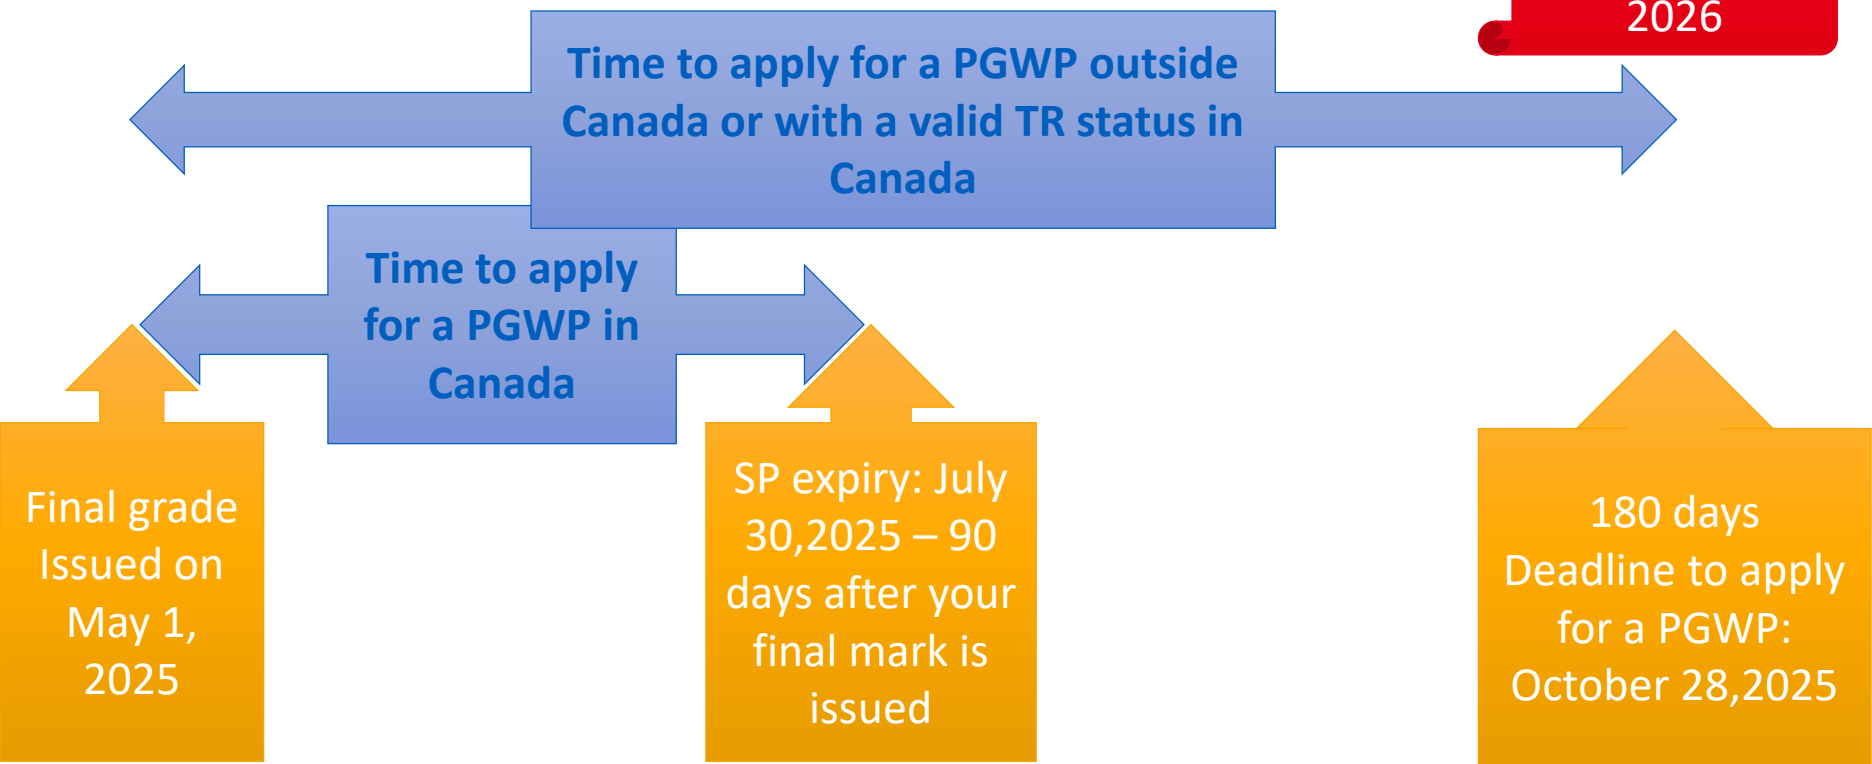 2026
Time to apply for a PGWP outside
Canada or with a valid TR status in
Canada
Time to apply
for a PGWP in
Canada
Final grade
Issued on
May 1,
2025
SP expiry: July
30,2025 – 90
days after your
final mark is
issued
180 days
Deadline to apply
for a PGWP:
October 28,2025